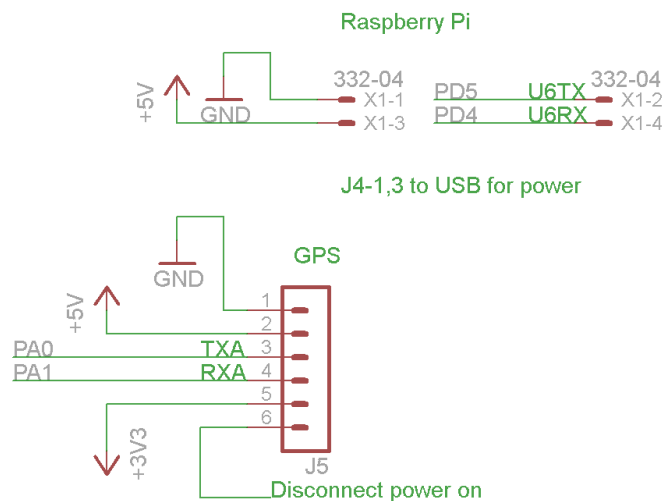 Raspberry Pi
332-04 332-04
+5V GND X1-1 PD5 U6TX X1-2
X1-3 PD4 U6RX X1-4
J4-1,3 to USB for power
GPS
GND
+5V 1
2
PA0 TXA 3
PA1 RXA 4
5
+3V3 6
J5
Disconnect power on